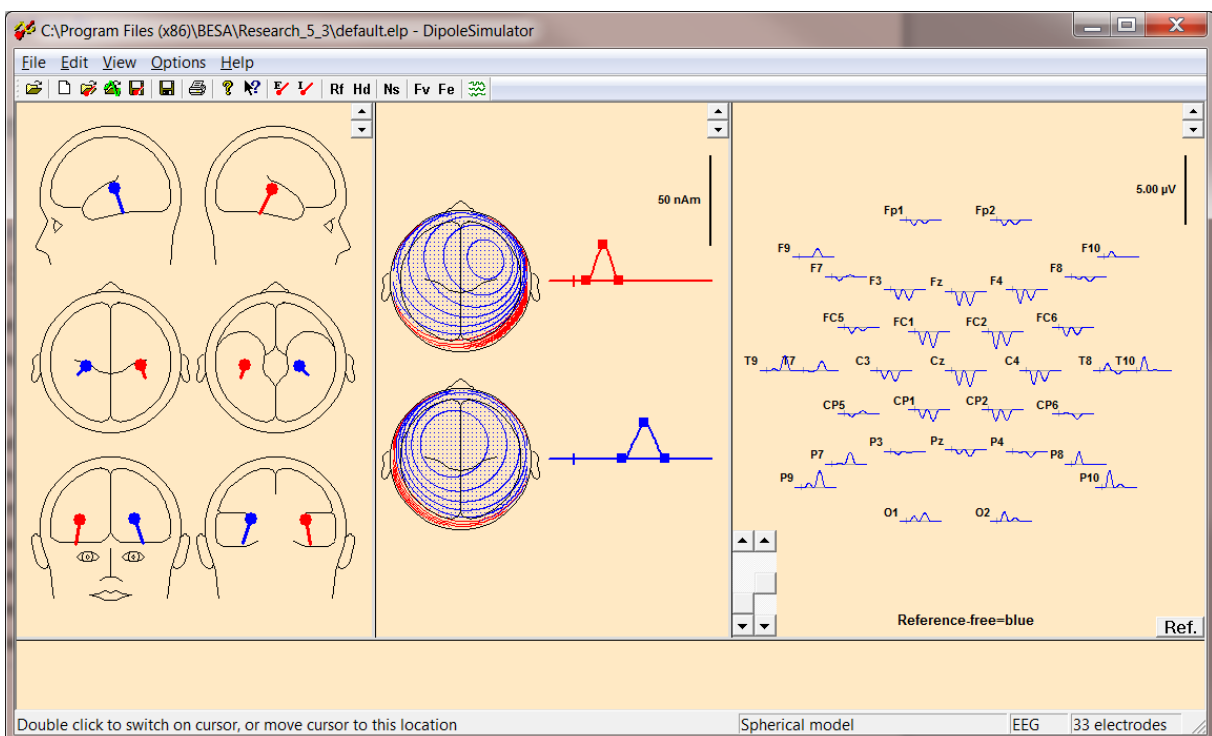 C:\Program Files (x86)\BESA\Research_5_3\default.elp - DipoleSimulator
File Edit View Options Help
Rf Hd Ns Fv Fe
50 nAm
5.00 µV
Fp1 Fp2
F9 F10
F7 F8
F3 Fz F4
FC5 FC1 FC2 FC6
T9 T7 C3 Cz C4 T8 T10
CP5 CP1 CP2 CP6
P3 Pz P4
P7 P8
P9 P10
O1 O2
Reference-free=blue
Ref.
Double click to switch on cursor, or move cursor to this location
Spherical model
EEG
33 electrodes